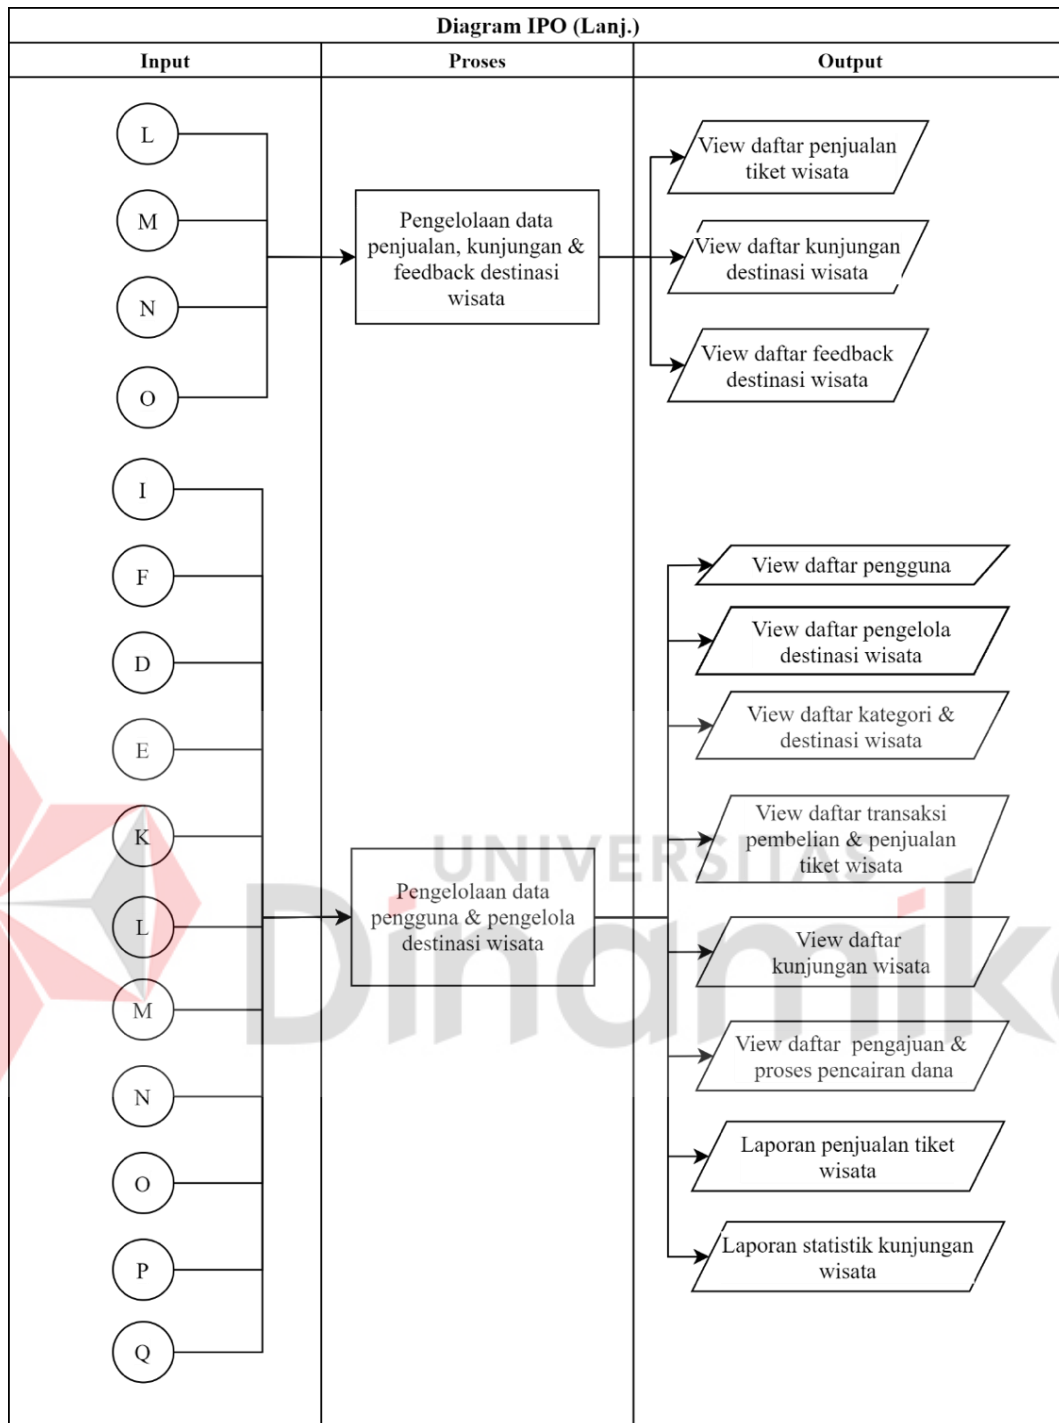 Diagram IPO (Lanj.)
Input
Proses
Output
L
M
N
O
Pengelolaan data
penjualan, kunjungan &
feedback destinasi
wisata
View daftar penjualan
tiket wisata
View daftar kunjungan
destinasi wisata
View daftar feedback
destinasi wisata
I
F
D
E
K
L
M
N
O
P
Q
Pengelolaan data
pengguna & pengelola
destinasi wisata
View daftar pengguna
View daftar pengelola
destinasi wisata
View daftar kategori &
destinasi wisata
View daftar transaksi
pembelian & penjualan
tiket wisata
View daftar
kunjungan wisata
View daftar  pengajuan &
proses pencairan dana
Laporan penjualan tiket
wisata
Laporan statistik kunjungan
wisata
UNIVERSITAS
Dinamika